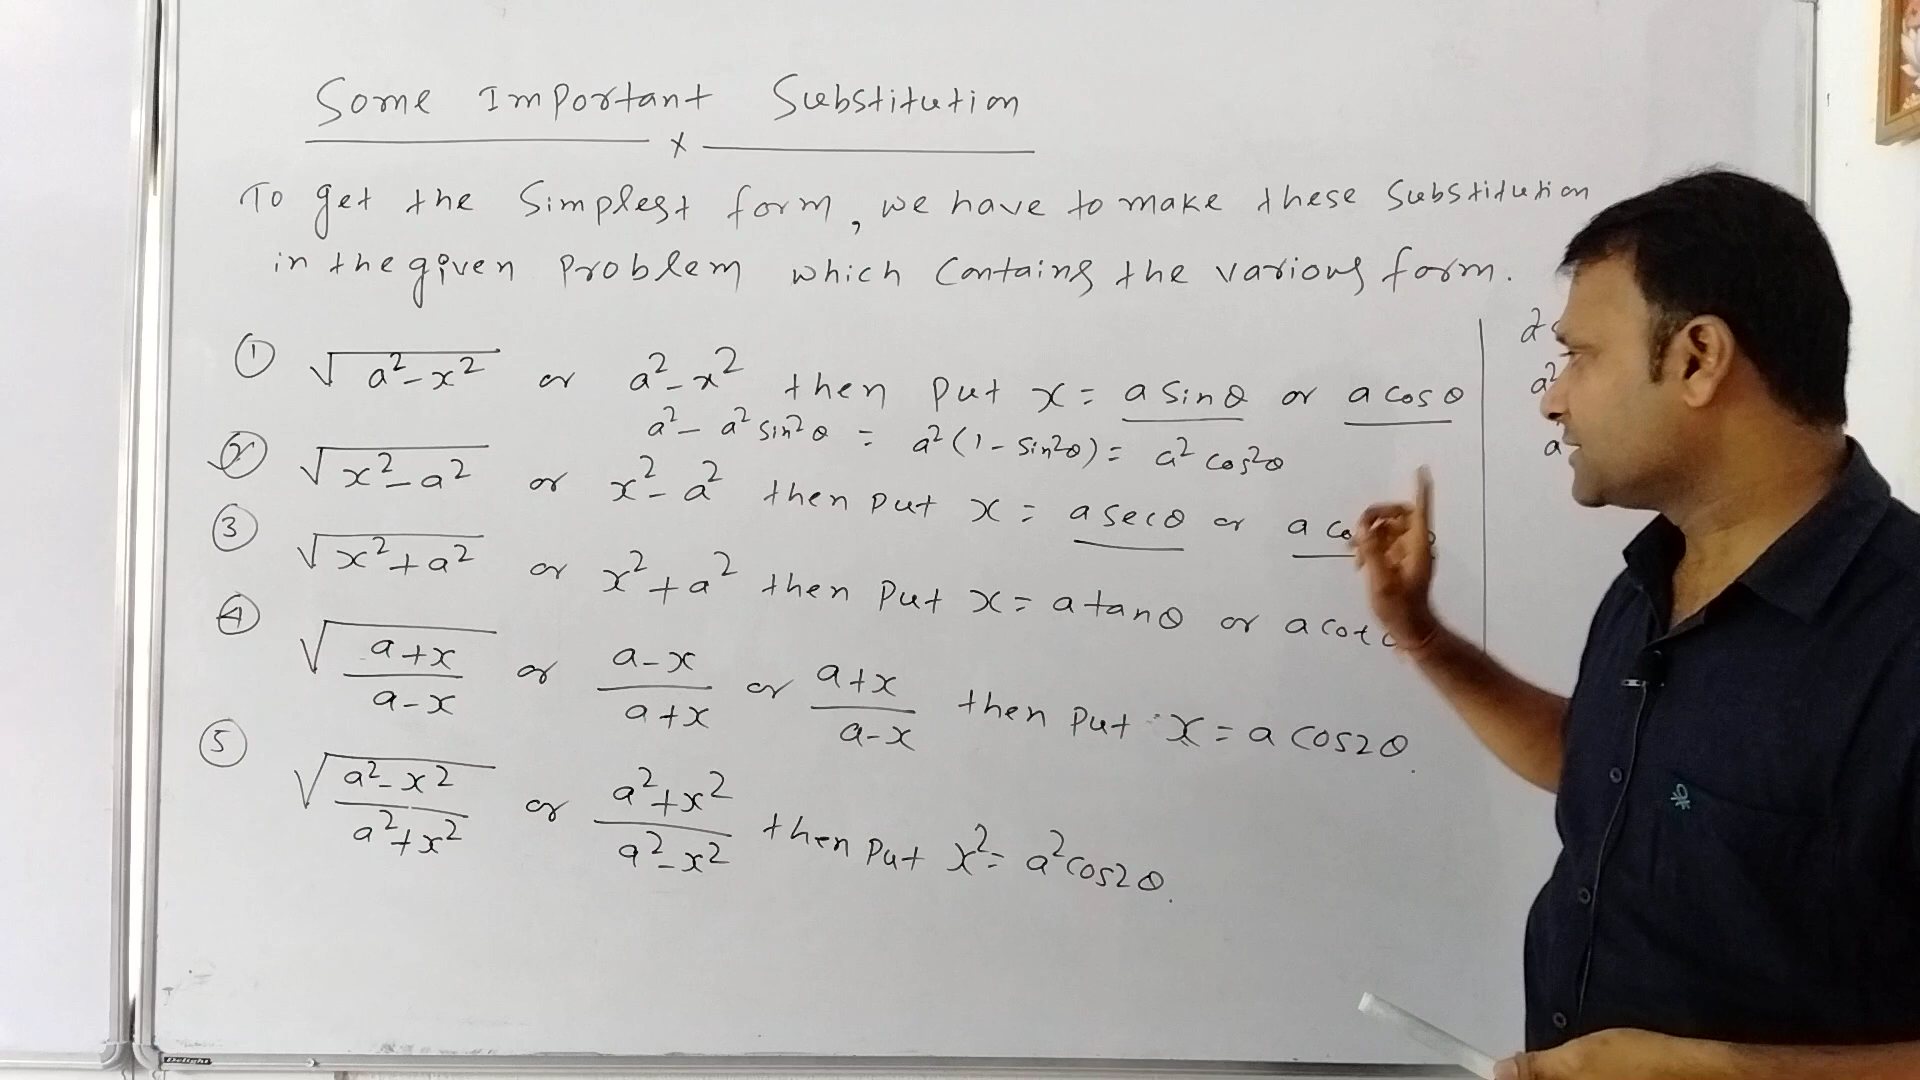 Some Important Substitution
x
To get the Simplest form, we have to make these Substitution
in the given Problem which Contains the various form.
① √(a²-x²) or a²-x² then put x = a sinθ or a cosθ
a² - a² sin²θ = a²(1 - sin²θ) = a² cos²θ
② √(x²-a²) or x²-a² then put x = a secθ or a
③ √(x²+a²) or x²+a² then put x = a tanθ or a cot
④ √((a+x)/(a-x)) or (a-x)/(a+x) or (a+x)/(a-x) then put x = a cos2θ.
⑤ √((a²-x²)/(a²+x²)) or (a²+x²)/(a²-x²) then put x² = a² cos2θ.
a²
a
Delight